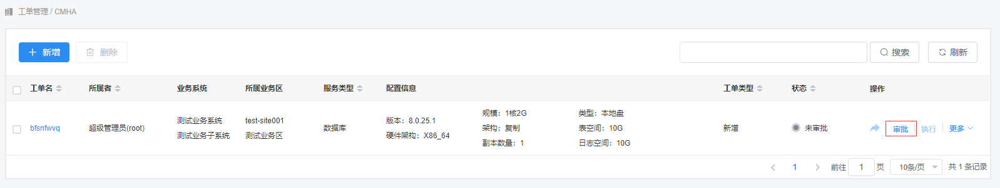 工单管理 / CMHA
新增 删除 搜索 刷新
工单名 所属者 业务系统 所属业务区 服务类型 配置信息 工单类型 状态 操作
规模：1核2G 类型：本地盘
测试业务系统 test-site001 版本：8.0.25.1
bfsnfwvq 超级管理员(root) 数据库 架构：复制 表空间：10G 新增 未审批 审批 执行 更多
测试业务子系统 测试业务区 硬件架构：X86_64
副本数量：1 日志空间：10G
1 前往 1 页 10条/页 共 1 条记录